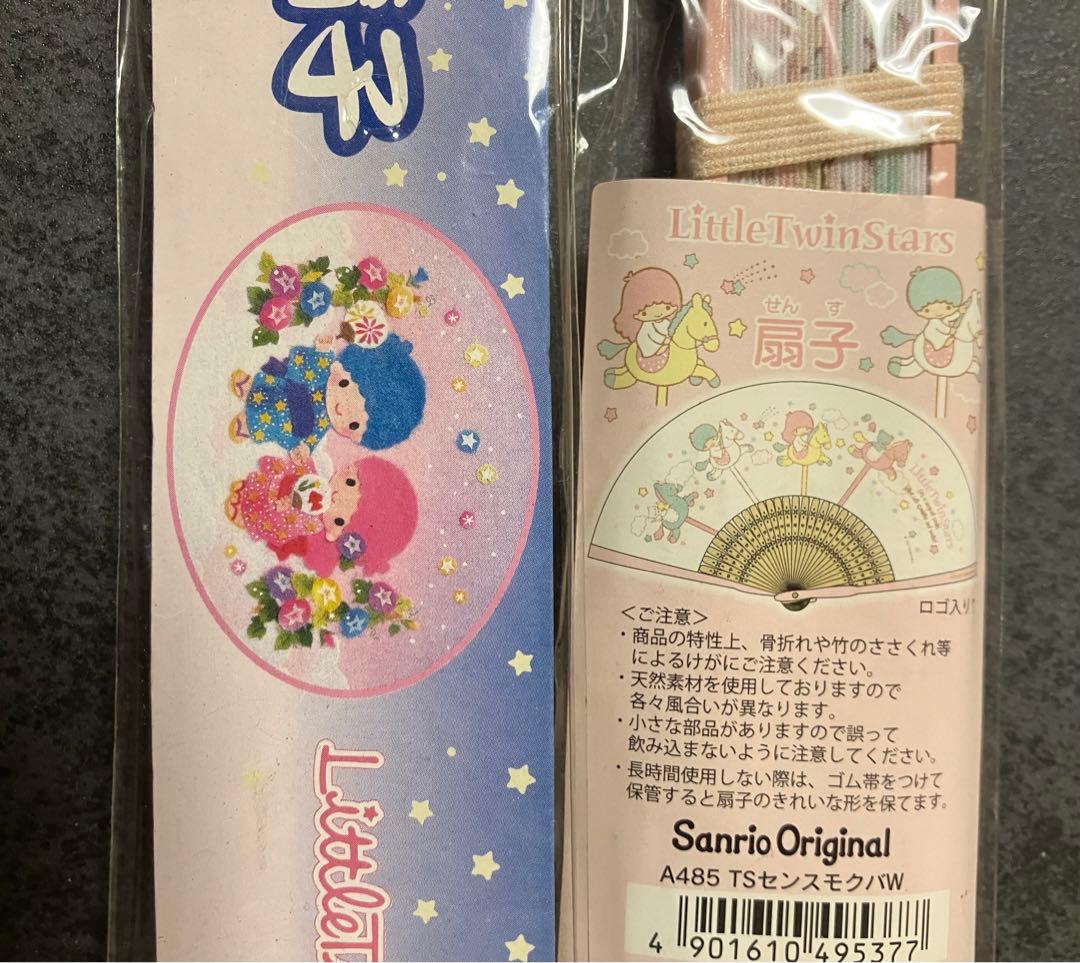 子
LittleT
LittleTwinStars
せんす
扇子
LittleTwinStars
ロゴ入り
＜ご注意＞
・商品の特性上、骨折れや竹のささくれ等
によるけがにご注意ください。
・天然素材を使用しておりますので
各々風合いが異なります。
・小さな部品がありますので誤って
飲み込まないように注意してください。
・長時間使用しない際は、ゴム帯をつけて
保管すると扇子のきれいな形を保てます。
Sanrio Original
A485 TSセンスモクバW
4 901610 495377